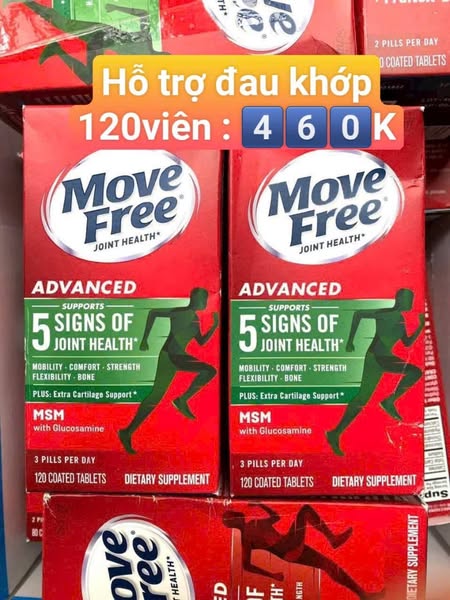 2 PILLS PER DAY
COATED TABLETS
Hỗ trợ đau khớp
120viên : 460K
Move
Free®
JOINT HEALTH*
ADVANCED
SUPPORTS
5 SIGNS OF
JOINT HEALTH*
MOBILITY · COMFORT · STRENGTH
FLEXIBILITY · BONE
PLUS: Extra Cartilage Support*
MSM
with Glucosamine
3 PILLS PER DAY
120 COATED TABLETS DIETARY SUPPLEMENT
Move
Free®
JOINT HEALTH*
ADVANCED
SUPPORTS
5 SIGNS OF
JOINT HEALTH*
MOBILITY · COMFORT · STRENGTH
FLEXIBILITY · BONE
PLUS: Extra Cartilage Support*
MSM
with Glucosamine
3 PILLS PER DAY
120 COATED TABLETS DIETARY SUPPLEMENT
ove
Free®
HEALTH*
OF
NGTH
DIETARY SUPPLEMENT